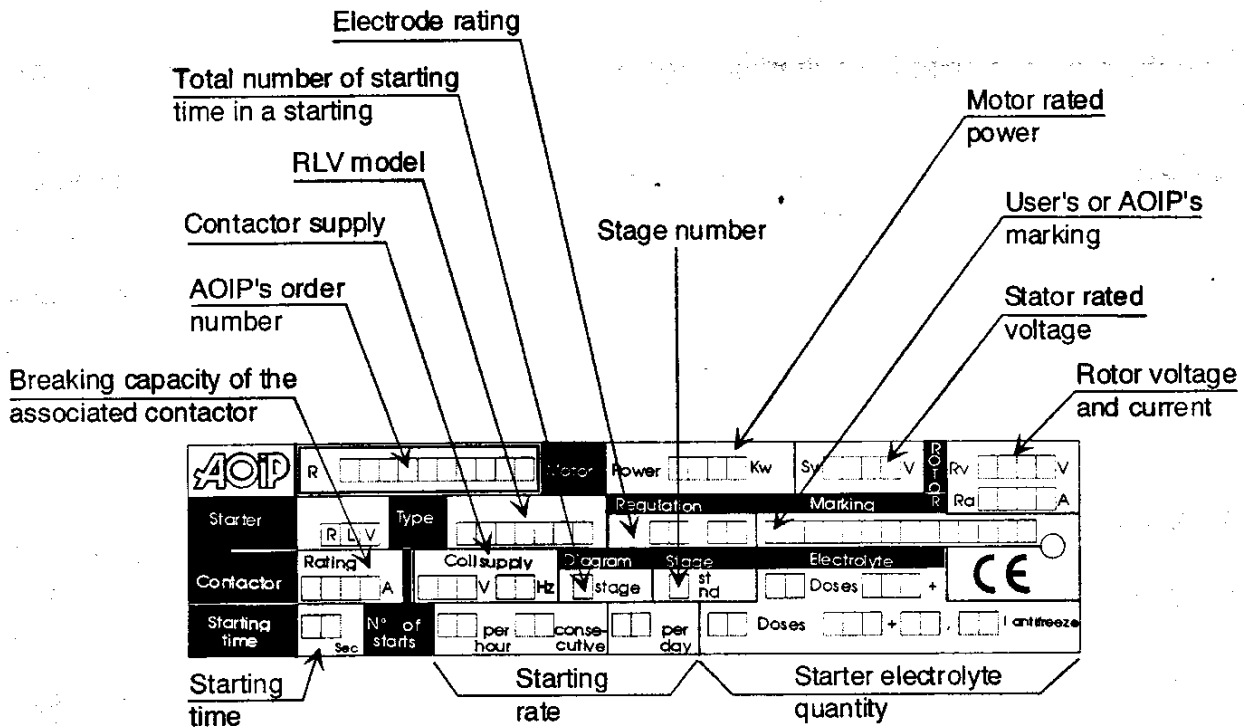 Electrode rating
Total number of starting
time in a starting
Motor rated
power
RLV model
User's or AOIP's
marking
Contactor supply
Stage number
AOIP's order
number
Stator rated
voltage
Breaking capacity of the
associated contactor
Rotor voltage
and current
AOIP R Motor Power Kw Sv V ROTOR Rv V
Ra A
Regulation Marking
Starter RLV Type
Rating Coil supply Diagram Stage Electrolyte
Contactor A V Hz stage st Doses + CE
nd
Starting N° of per conse- per Doses + , l antifreeze
time Sec starts hour cutive day
Starting
time
Starting
rate
Starter electrolyte
quantity